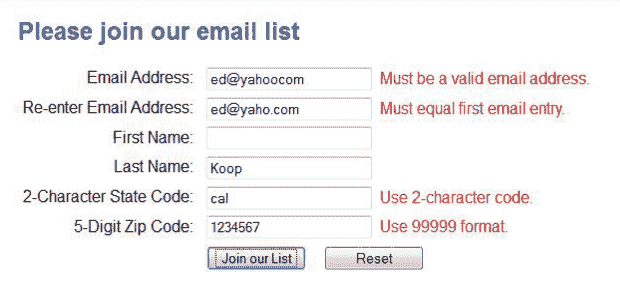 Please join our email list
Email Address: ed@yahoocom Must be a valid email address.
Re-enter Email Address: ed@yaho.com Must equal first email entry.
First Name:
Last Name: Koop
2-Character State Code: cal Use 2-character code.
5-Digit Zip Code: 1234567 Use 99999 format.
Join our List Reset